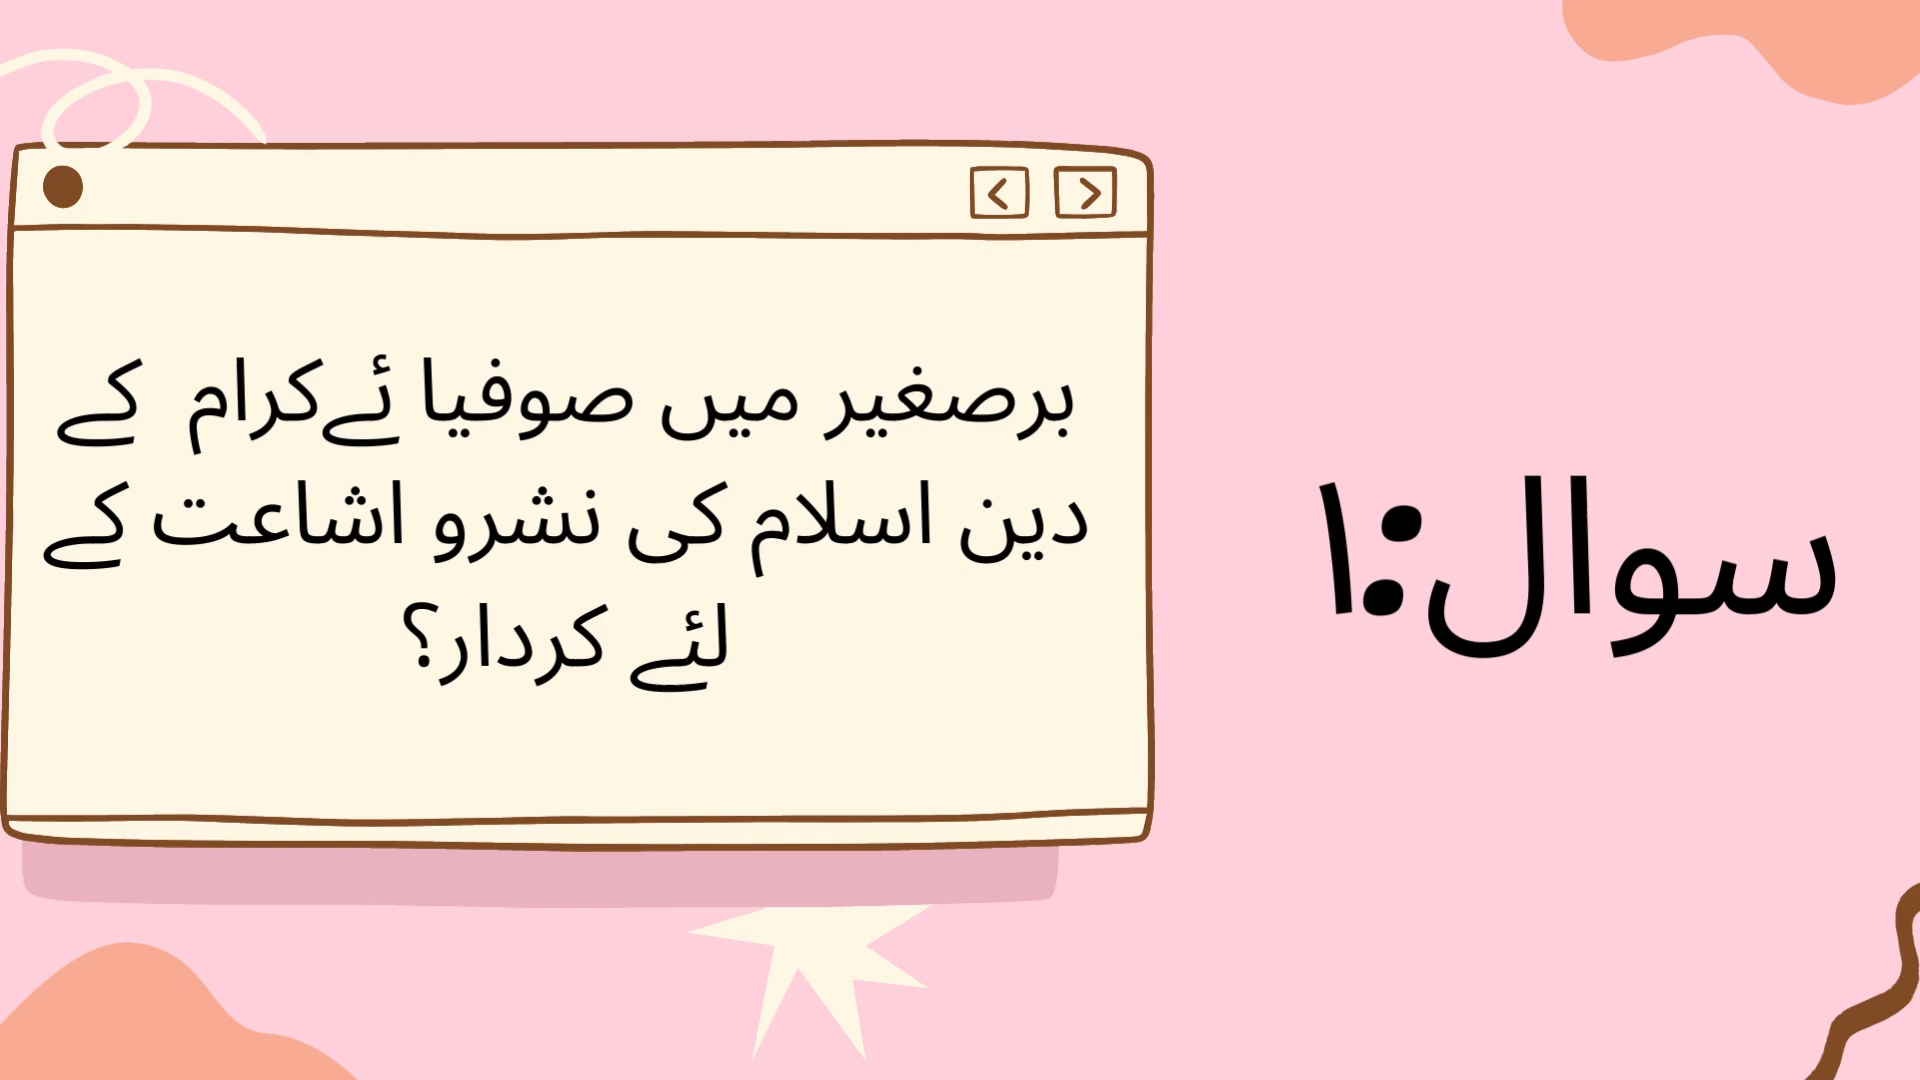 سوال:۱
برصغیر میں صوفیا ئےکرام کے
دین اسلام کی نشرو اشاعت کے
لئے کردار؟